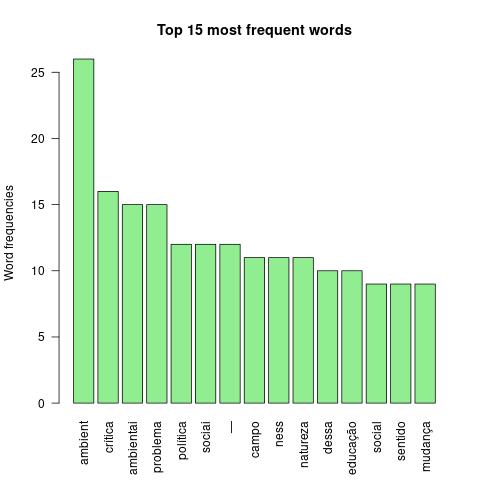 Top 15 most frequent words
Word frequencies
25
20
15
10
5
0
ambient
crítica
ambientai
problema
política
sociai
—
campo
ness
natureza
dessa
educação
social
sentido
mudança